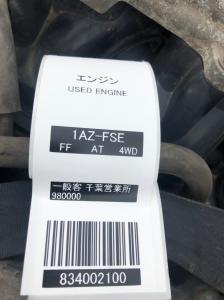 エンジン
USED ENGINE
1AZ-FSE
FF AT 4WD
一般客 千葉営業所
980000
834002100